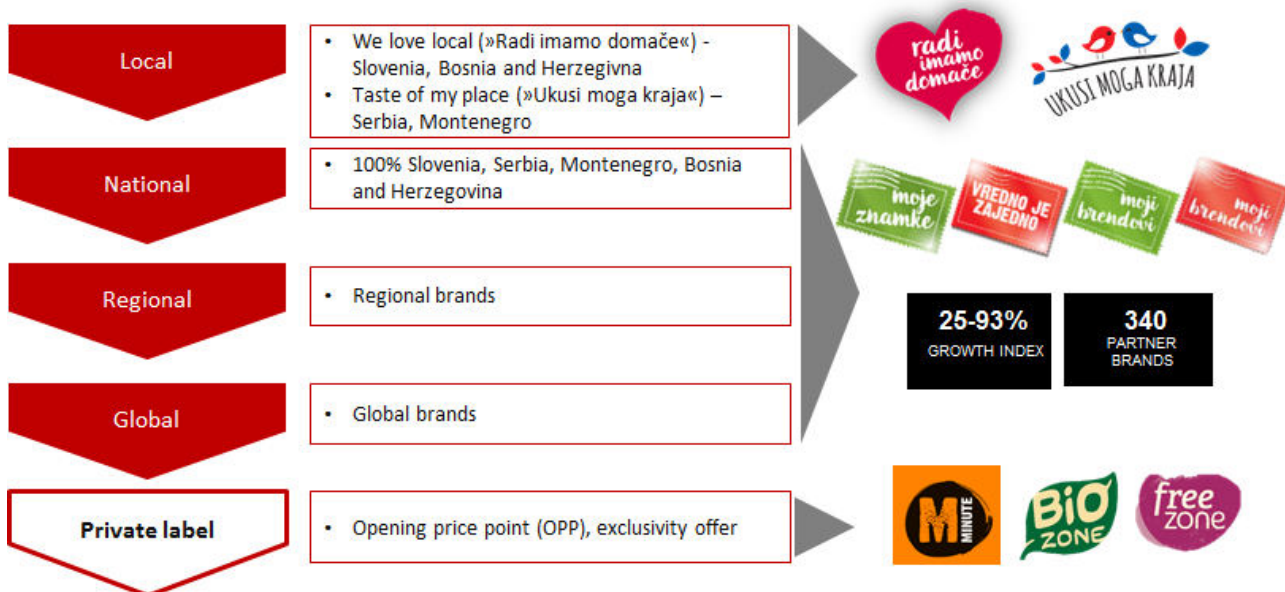 Local
• We love local (»Radi imamo domače«) -
Slovenia, Bosnia and Herzegivna
• Taste of my place (»Ukusi moga kraja«) –
Serbia, Montenegro
radi
imamo
domače
UKUSI MOGA KRAJA
National
• 100% Slovenia, Serbia, Montenegro, Bosnia
and Herzegovina
moje
znamke
VREDNO JE
ZAJEDNO
moji
brendovi
moji
brendovi
Regional
• Regional brands
25-93%
GROWTH INDEX
340
PARTNER
BRANDS
Global
• Global brands
Private label
• Opening price point (OPP), exclusivity offer
M
MINUTE
BiO
ZONE
free
zone